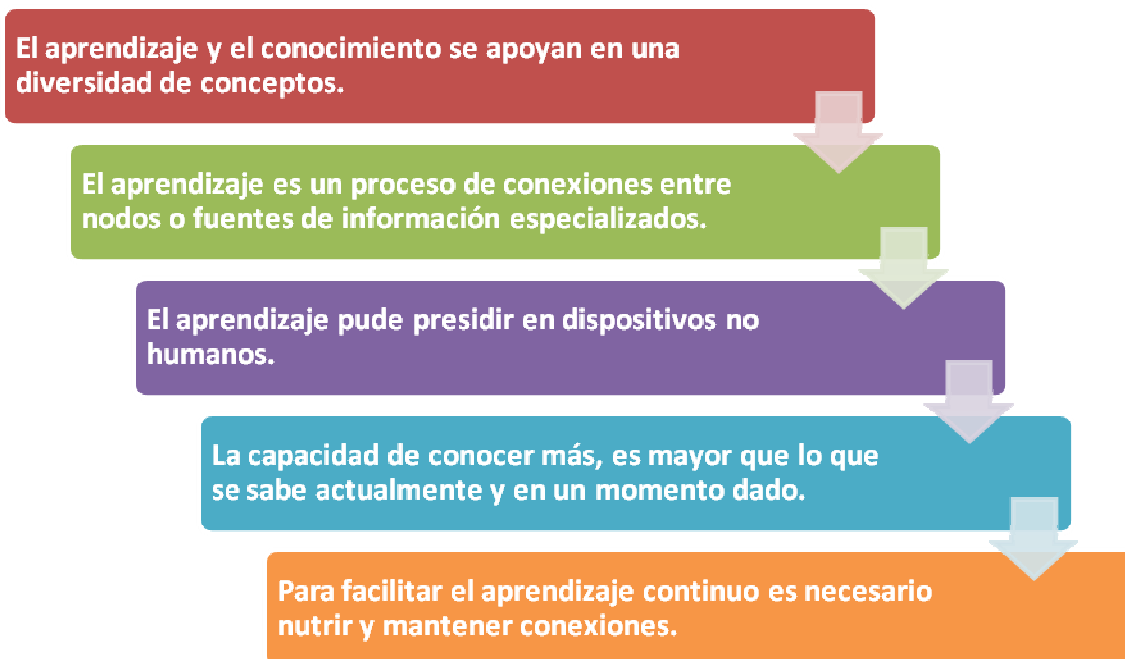 El aprendizaje y el conocimiento se apoyan en una
diversidad de conceptos.
El aprendizaje es un proceso de conexiones entre
nodos o fuentes de información especializados.
El aprendizaje pude presidir en dispositivos no
humanos.
La capacidad de conocer más, es mayor que lo que
se sabe actualmente y en un momento dado.
Para facilitar el aprendizaje continuo es necesario
nutrir y mantener conexiones.